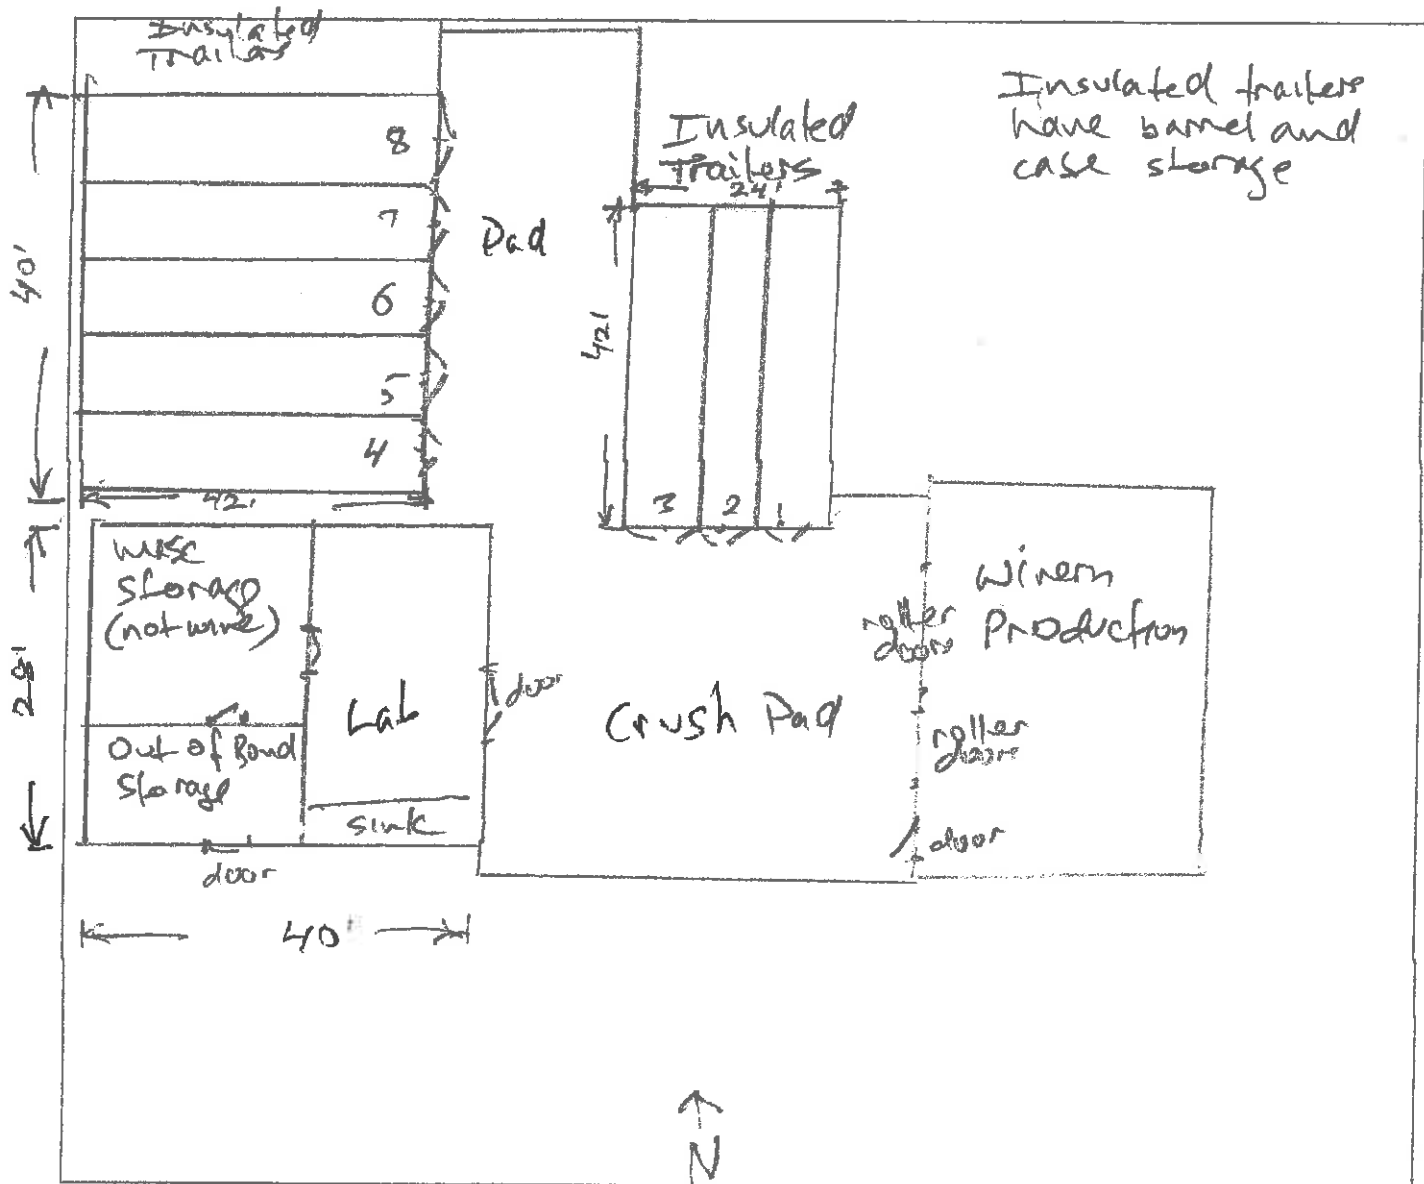 Insulated
Trailers
Insulated trailers
have barrel and
case storage
Insulated
Trailers
24'
8
7
6
5
4
Pad
40'
42'
42'
3 2 1
misc
storage
(not wine)
Out of Bond
Storage
door
Lab
sink
door
28'
40'
Crush Pad
roller
doors
roller
doors
door
Winery
Production
N